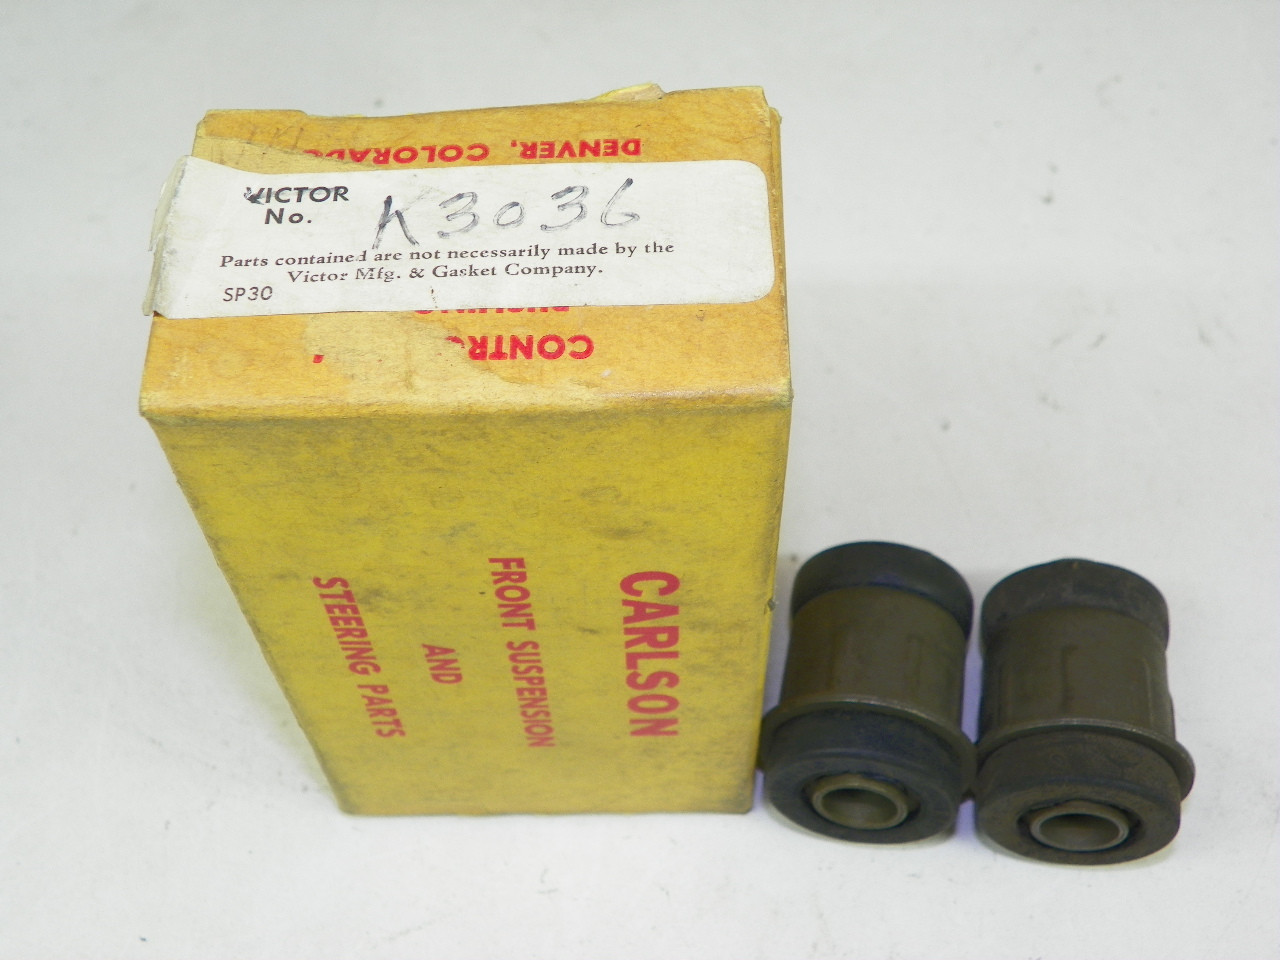 DENVER, COLORADO
VICTOR
No. K3036
Parts contained are not necessarily made by the
Victor Mfg. & Gasket Company.
SP30
CONTR
CARLSON
FRONT SUSPENSION
AND
STEERING PARTS